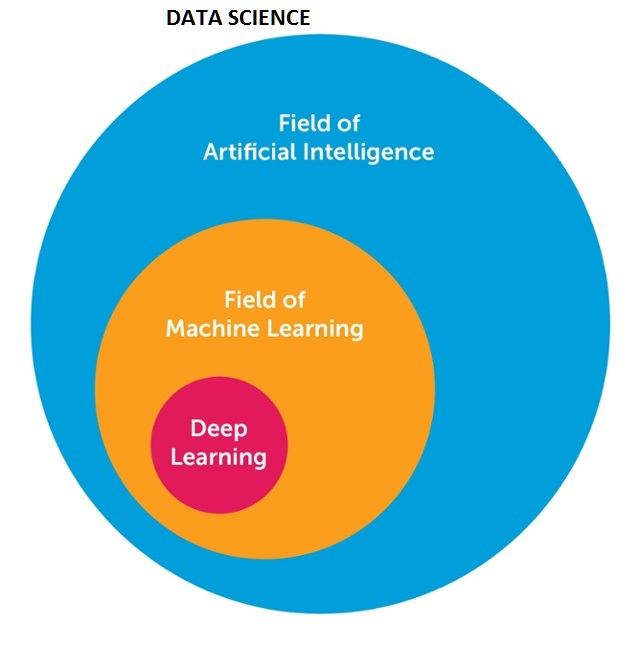 DATA SCIENCE
Field of
Artificial Intelligence
Field of
Machine Learning
Deep
Learning